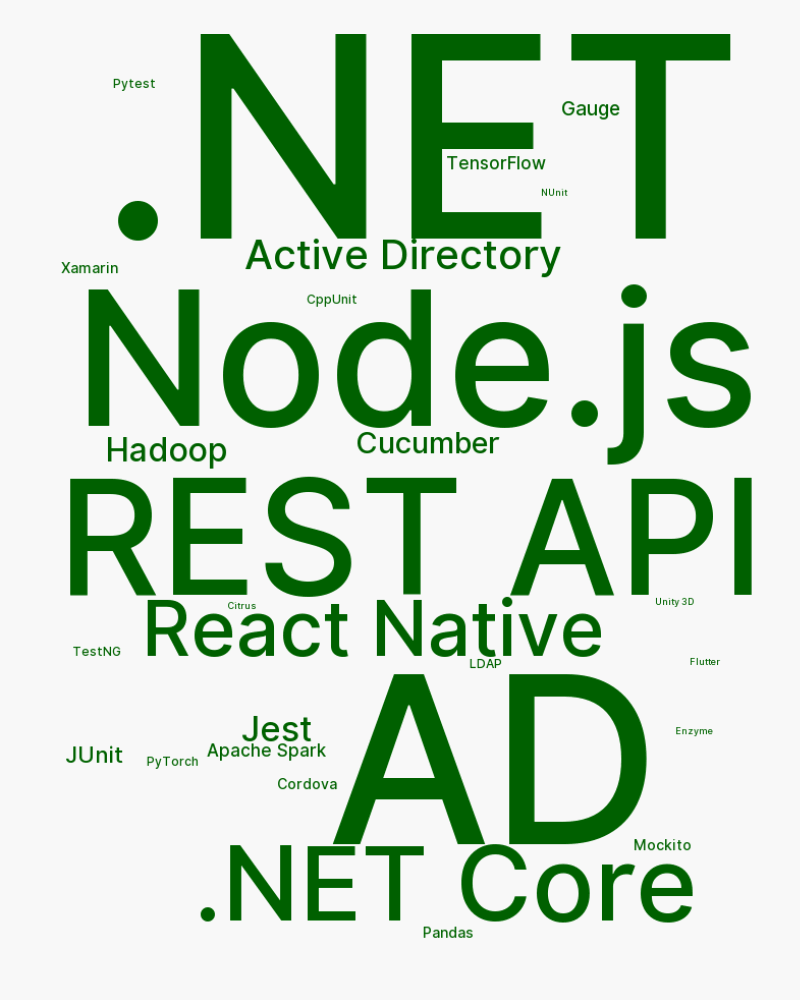 .NET
Pytest
Gauge
TensorFlow
NUnit
Active Directory
Xamarin
CppUnit
Node.js
Hadoop
Cucumber
REST API
Citrus
Unity 3D
React Native
TestNG
LDAP
Flutter
AD
Jest
Enzyme
JUnit
Apache Spark
PyTorch
Cordova
Mockito
.NET Core
Pandas